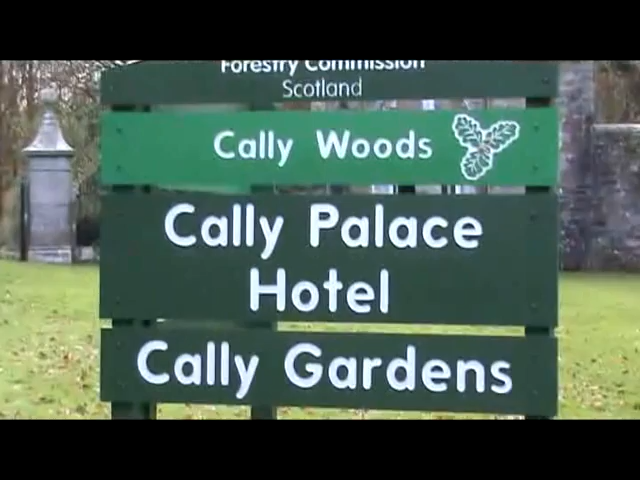 Forestry Commission
Scotland
Cally Woods
Cally Palace
Hotel
Cally Gardens